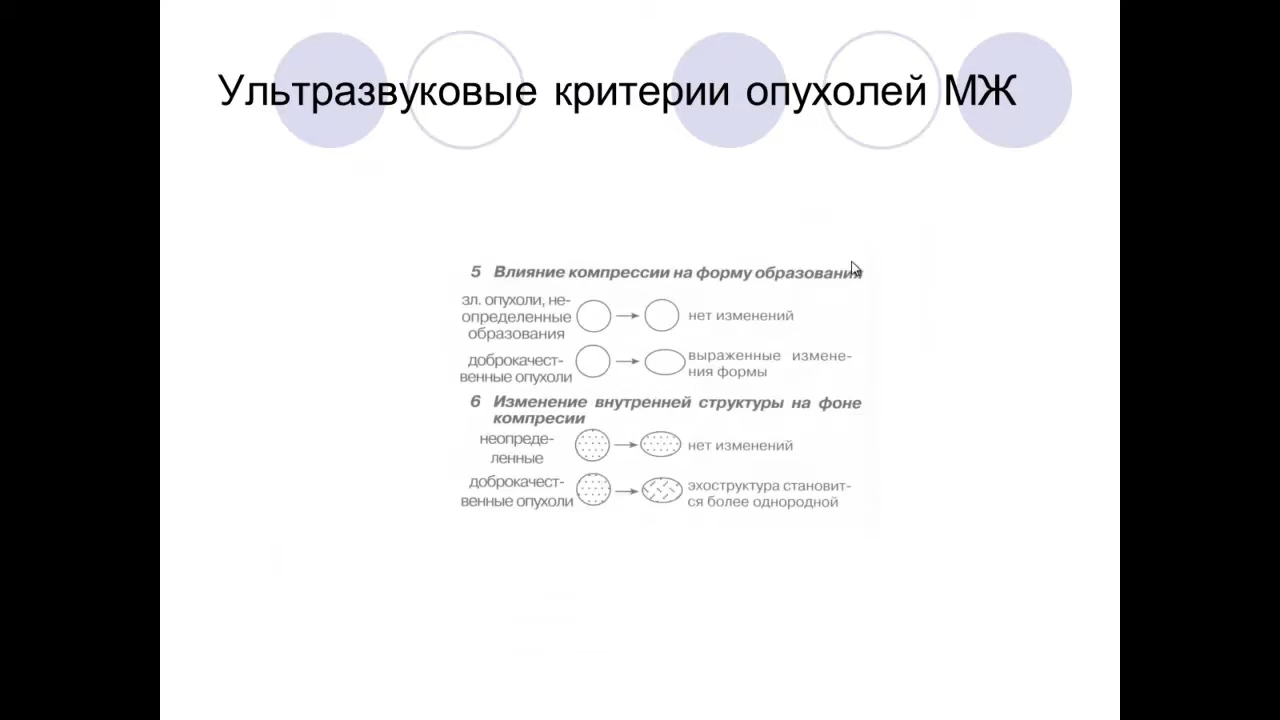 Ультразвуковые критерии опухолей МЖ
5 Влияние компрессии на форму образования
зл. опухоли, не-
определенные
образования
нет изменений
доброкачест-
венные опухоли
выраженные измене-
ния формы
6 Изменение внутренней структуры на фоне
компресии
неопреде-
ленные
нет изменений
доброкачест-
венные опухоли
эхоструктура становит-
ся более однородной